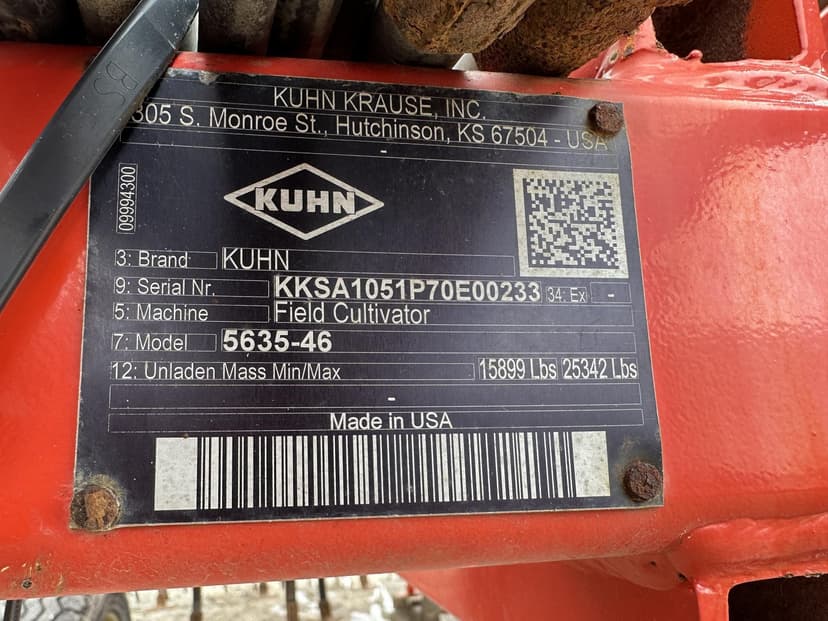 BS
KUHN KRAUSE, INC.
305 S. Monroe St., Hutchinson, KS 67504 - USA
-
09994300
KUHN
3: Brand KUHN
9: Serial Nr. KKSA1051P70E00233 34: Ex -
5: Machine Field Cultivator
7: Model 5635-46
12: Unladen Mass Min/Max 15899 Lbs 25342 Lbs
-
Made in USA